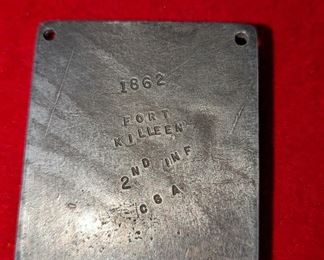 1862
FORT
KILLEEN
2ND INF
CSA